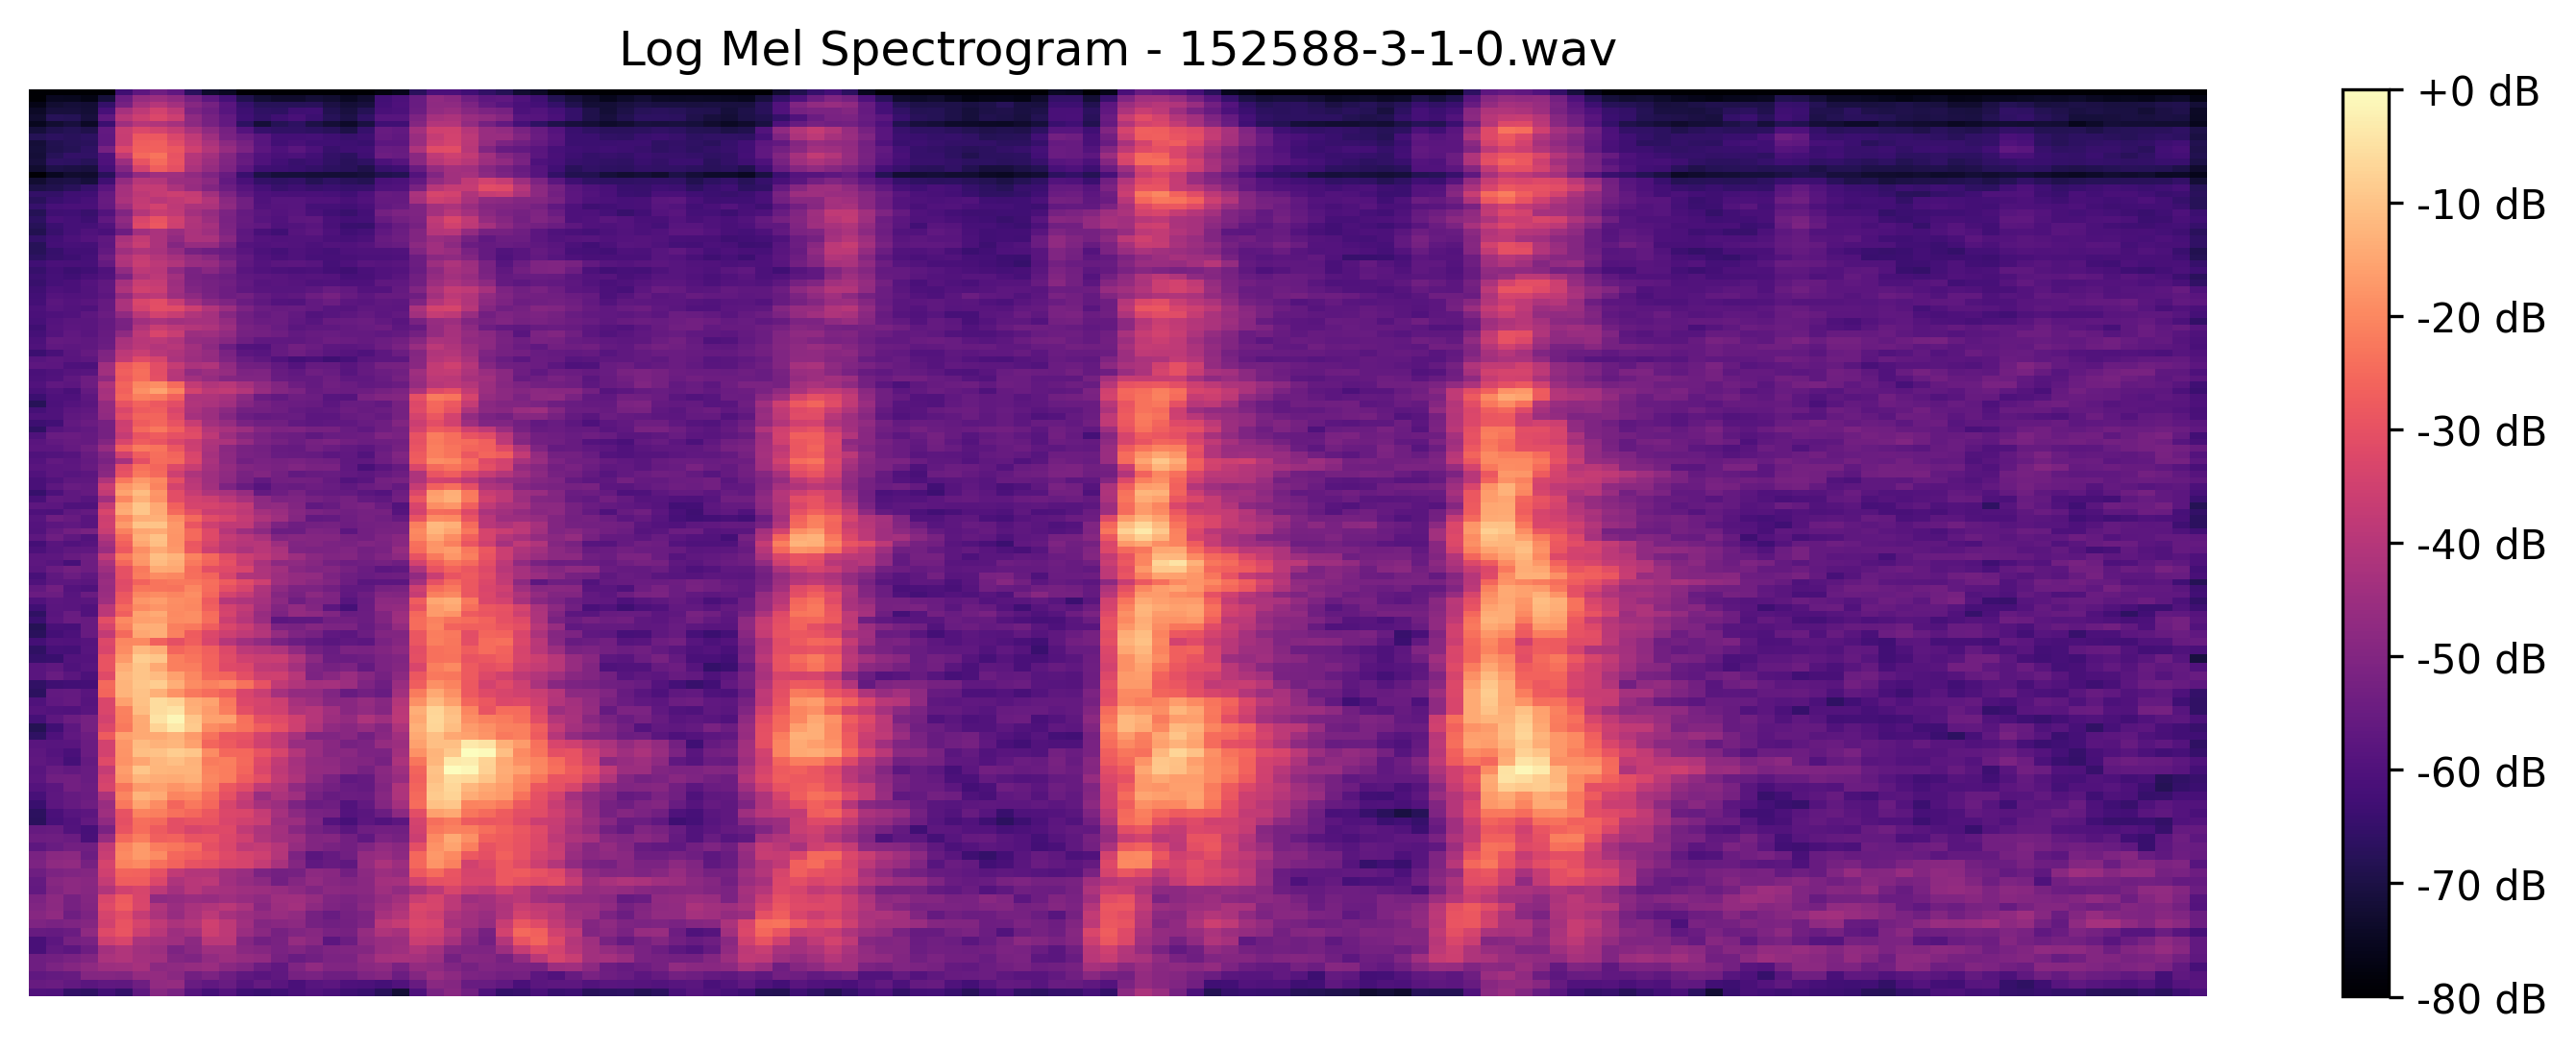 Log Mel Spectrogram - 152588-3-1-0.wav
+0 dB
-10 dB
-20 dB
-30 dB
-40 dB
-50 dB
-60 dB
-70 dB
-80 dB